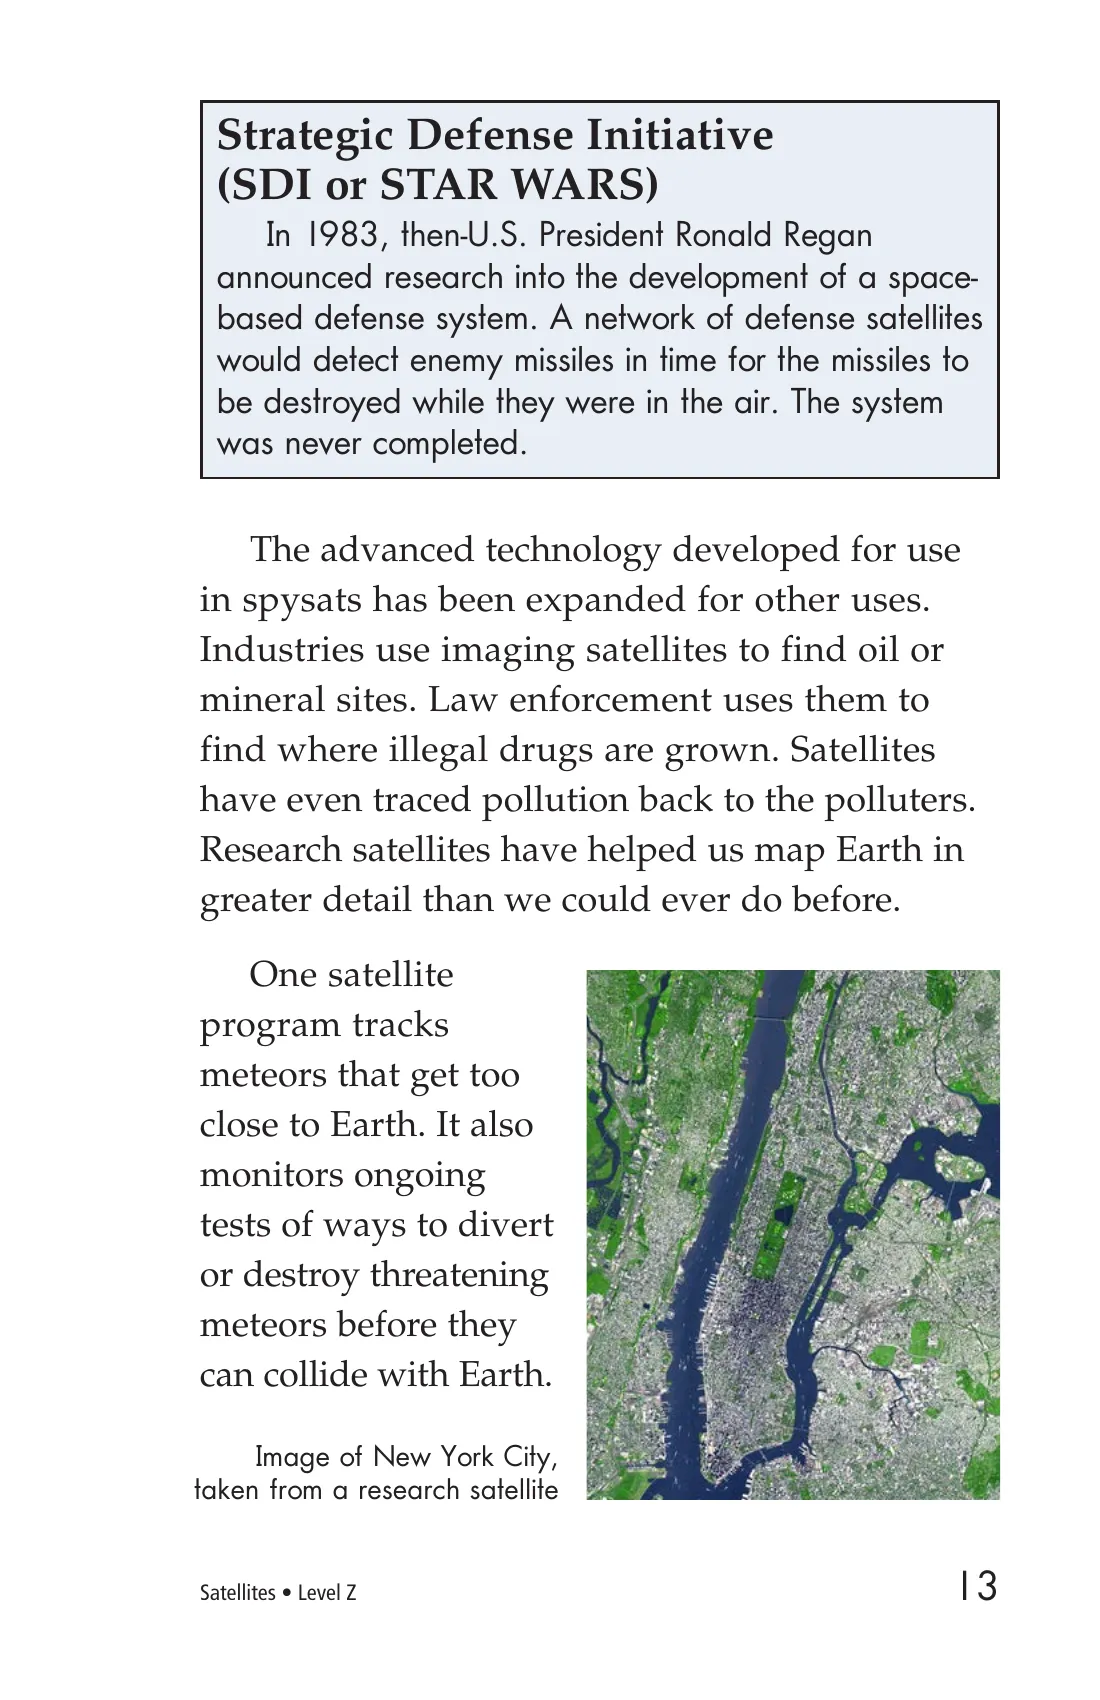 Strategic Defense Initiative
(SDI or STAR WARS)
In 1983, then-U.S. President Ronald Regan
announced research into the development of a space-
based defense system. A network of defense satellites
would detect enemy missiles in time for the missiles to
be destroyed while they were in the air. The system
was never completed.
The advanced technology developed for use
in spysats has been expanded for other uses.
Industries use imaging satellites to find oil or
mineral sites. Law enforcement uses them to
find where illegal drugs are grown. Satellites
have even traced pollution back to the polluters.
Research satellites have helped us map Earth in
greater detail than we could ever do before.
One satellite
program tracks
meteors that get too
close to Earth. It also
monitors ongoing
tests of ways to divert
or destroy threatening
meteors before they
can collide with Earth.
Image of New York City,
taken from a research satellite
Satellites • Level Z
13